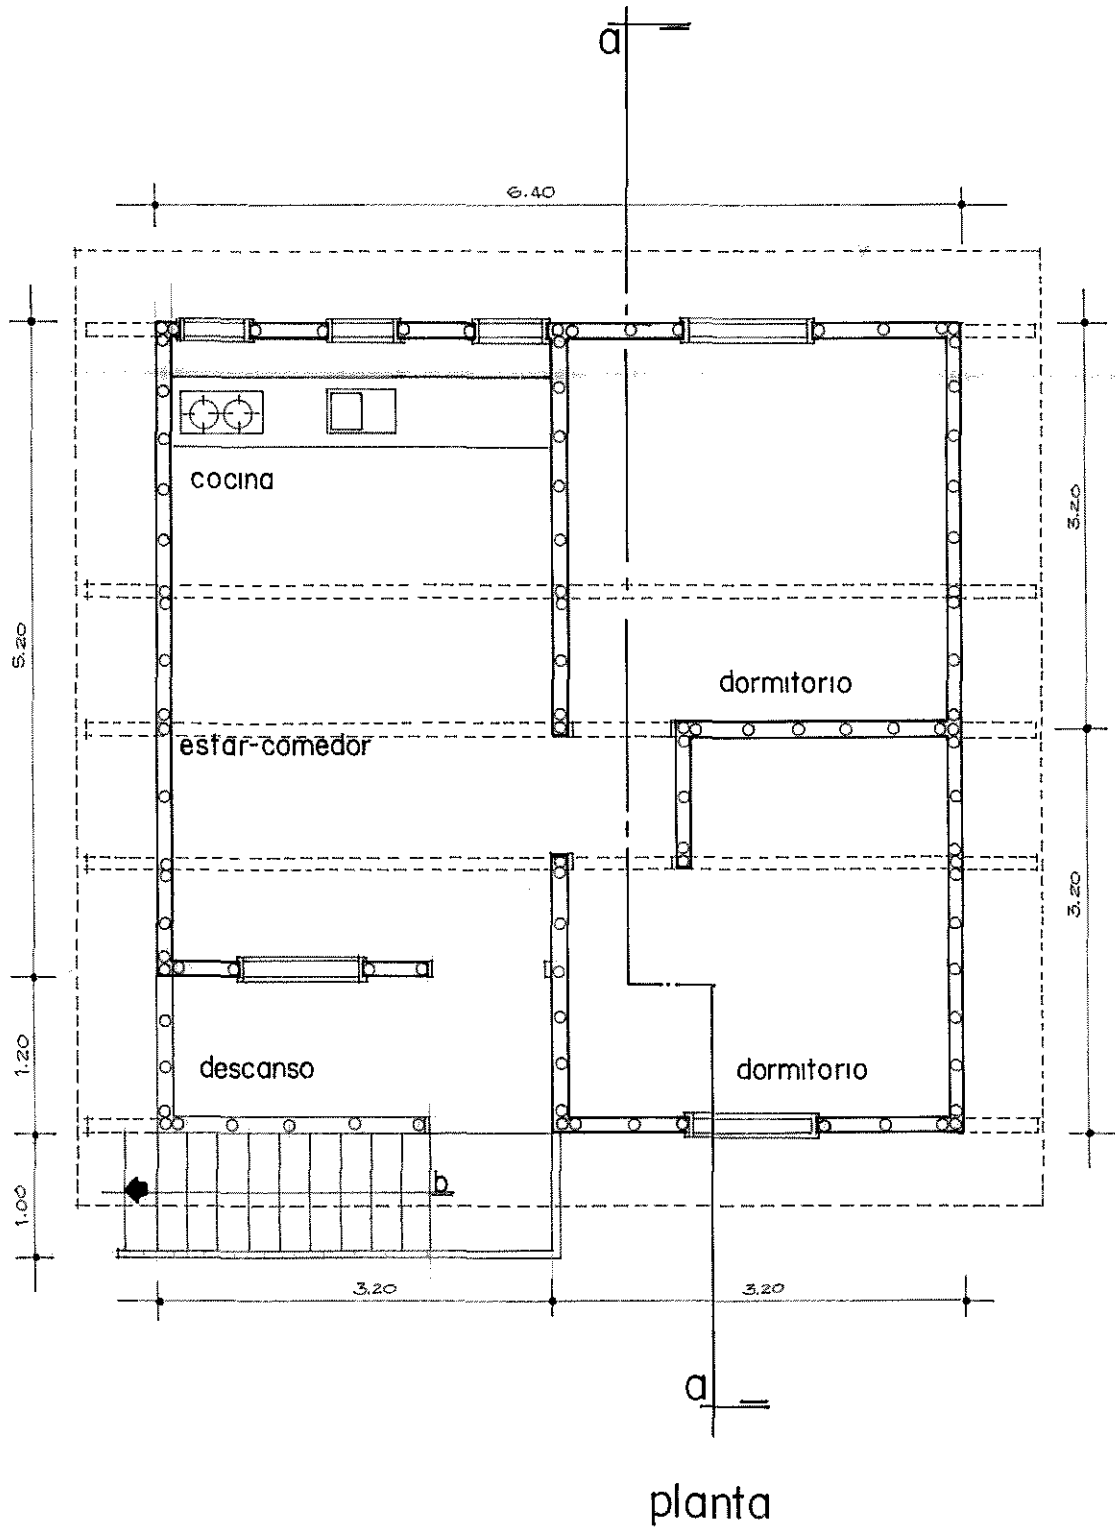 a
6.40
cocina
3.20
5.20
dormitorio
estar-comedor
3.20
1.20
descanso
dormitorio
1.00
b
3.20
3.20
a
planta